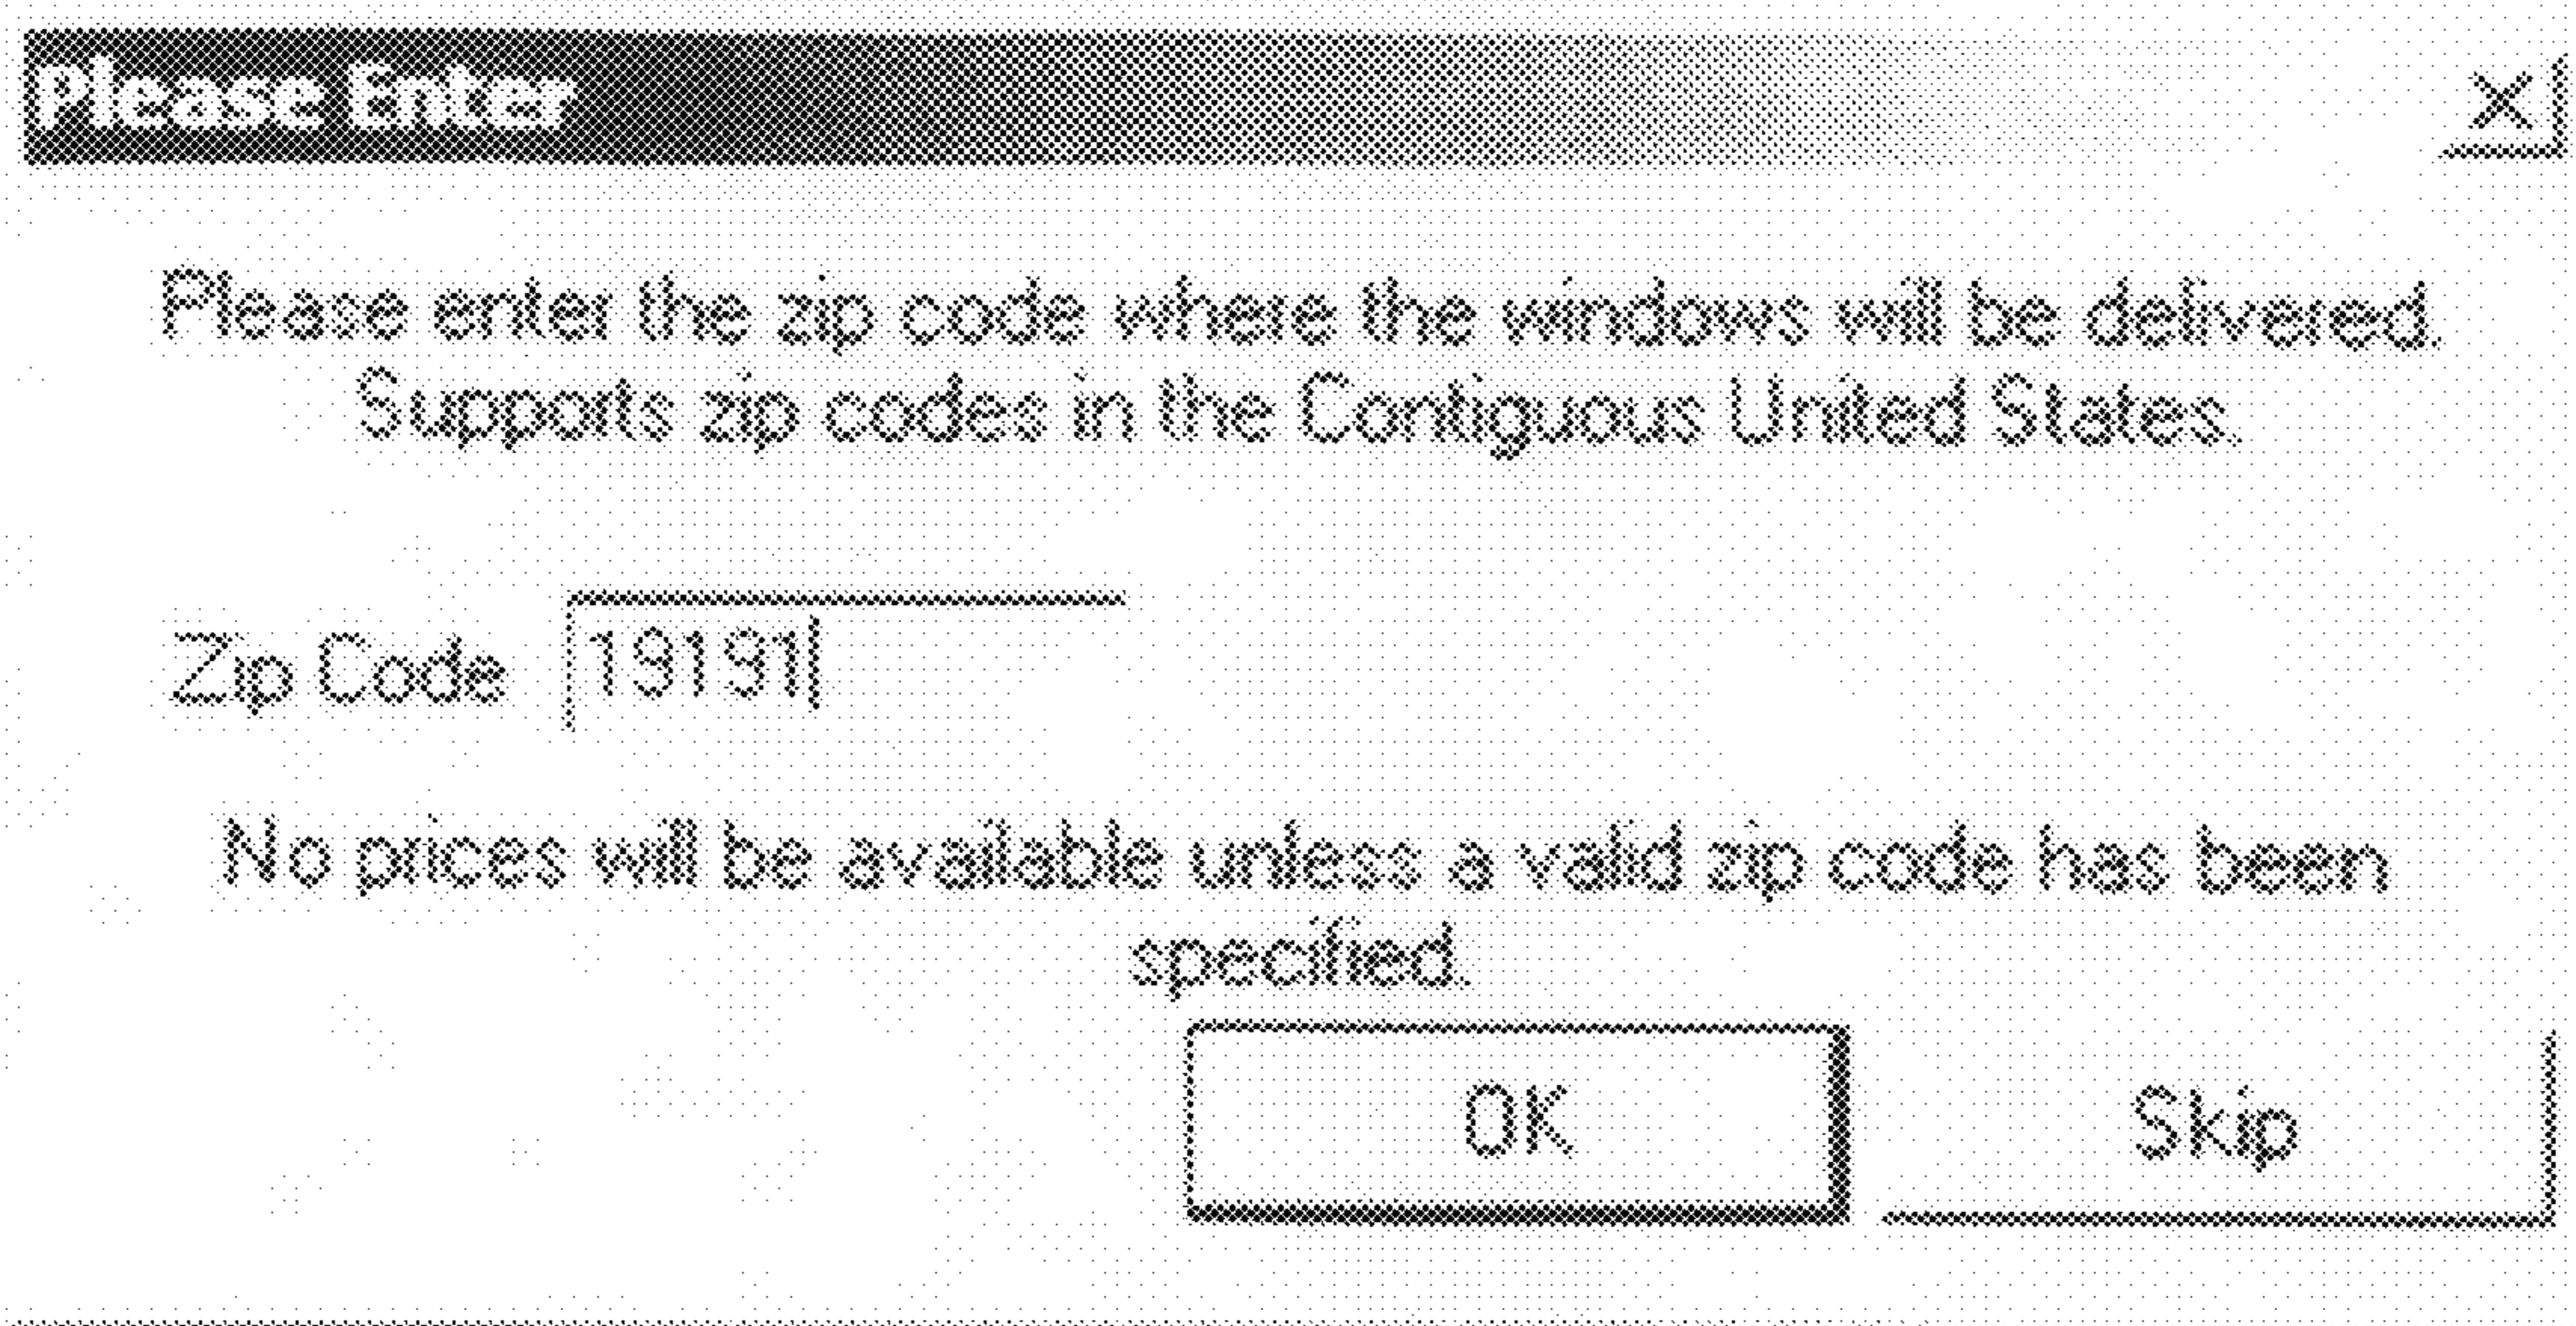 Please Enter
Please enter the zip code where the windows will be delivered.
Supports zip codes in the Contiguous United States.
Zip Code 19191
No prices will be available unless a valid zip code has been
specified.
OK Skip